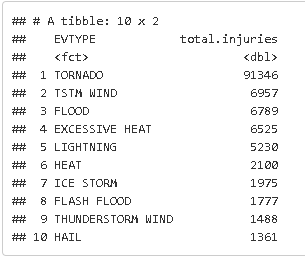 ## # A tibble: 10 x 2
##    EVTYPE            total.injuries
##    <fct>                      <dbl>
##  1 TORNADO                    91346
##  2 TSTM WIND                   6957
##  3 FLOOD                       6789
##  4 EXCESSIVE HEAT              6525
##  5 LIGHTNING                   5230
##  6 HEAT                        2100
##  7 ICE STORM                   1975
##  8 FLASH FLOOD                 1777
##  9 THUNDERSTORM WIND           1488
## 10 HAIL                        1361